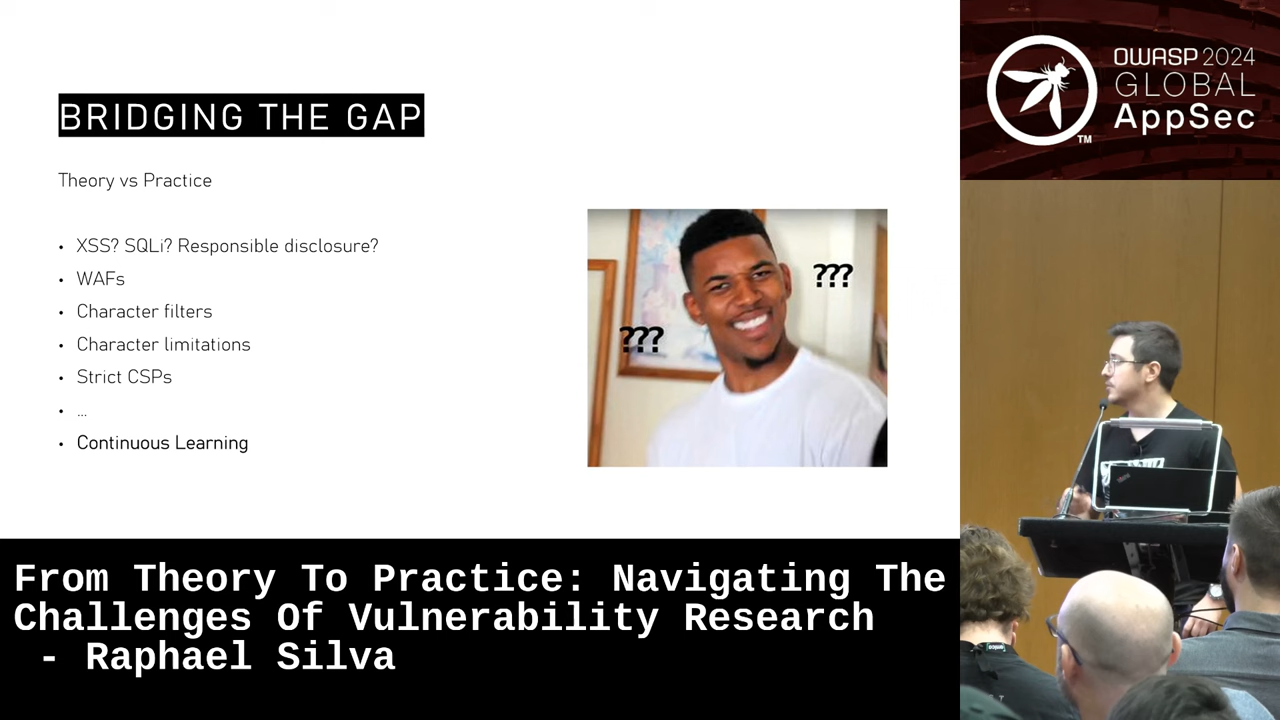 BRIDGING THE GAP
Theory vs Practice
• XSS? SQLi? Responsible disclosure?
• WAFs
• Character filters
• Character limitations
• Strict CSPs
• ...
• Continuous Learning
???
???
OWASP 2024
GLOBAL
AppSec
TM
From Theory To Practice: Navigating The
Challenges Of Vulnerability Research
- Raphael Silva